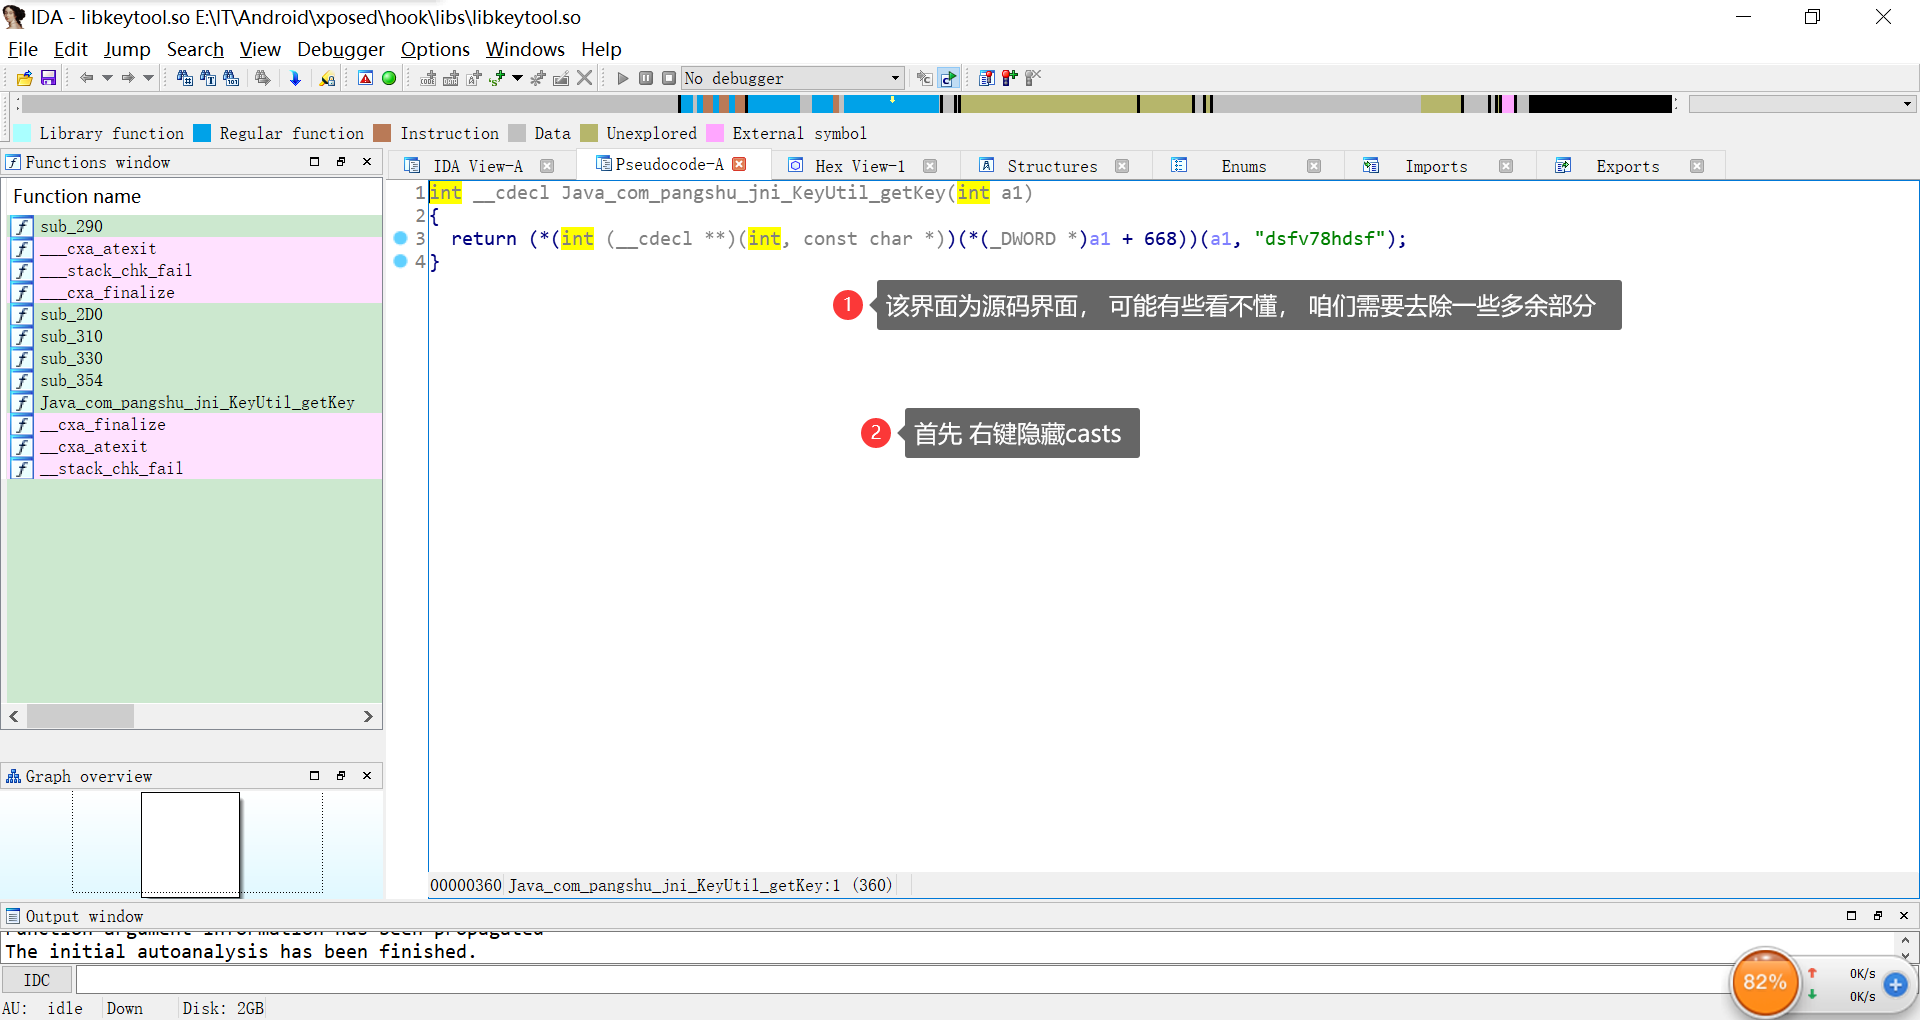 IDA - libkeytool.so E:\IT\Android\xposed\hook\libs\libkeytool.so
File Edit Jump Search View Debugger Options Windows Help
No debugger
Library function Regular function Instruction Data Unexplored External symbol
Functions window
Function name
sub_290
___cxa_atexit
___stack_chk_fail
___cxa_finalize
sub_2D0
sub_310
sub_330
sub_354
Java_com_pangshu_jni_KeyUtil_getKey
__cxa_finalize
__cxa_atexit
__stack_chk_fail
Graph overview
IDA View-A Pseudocode-A Hex View-1 Structures Enums Imports Exports
1 int __cdecl Java_com_pangshu_jni_KeyUtil_getKey(int a1)
2 {
3 return (*(int (__cdecl **)(int, const char *))(*(_DWORD *)a1 + 668))(a1, "dsfv78hdsf");
4 }
1 该界面为源码界面， 可能有些看不懂， 咱们需要去除一些多余部分
2 首先 右键隐藏casts
00000360 Java_com_pangshu_jni_KeyUtil_getKey:1 (360)
Output window
Function argument information has been propagated
The initial autoanalysis has been finished.
IDC
AU: idle Down Disk: 2GB
82%
0K/s
0K/s